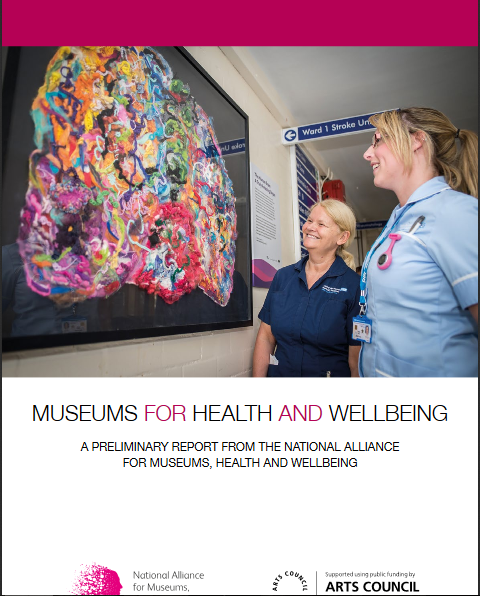 Ward 1 Stroke Un
MUSEUMS FOR HEALTH AND WELLBEING
A PRELIMINARY REPORT FROM THE NATIONAL ALLIANCE
FOR MUSEUMS, HEALTH AND WELLBEING
National Alliance
for Museums,
ARTS COUNCIL
Supported using public funding by
ARTS COUNCIL